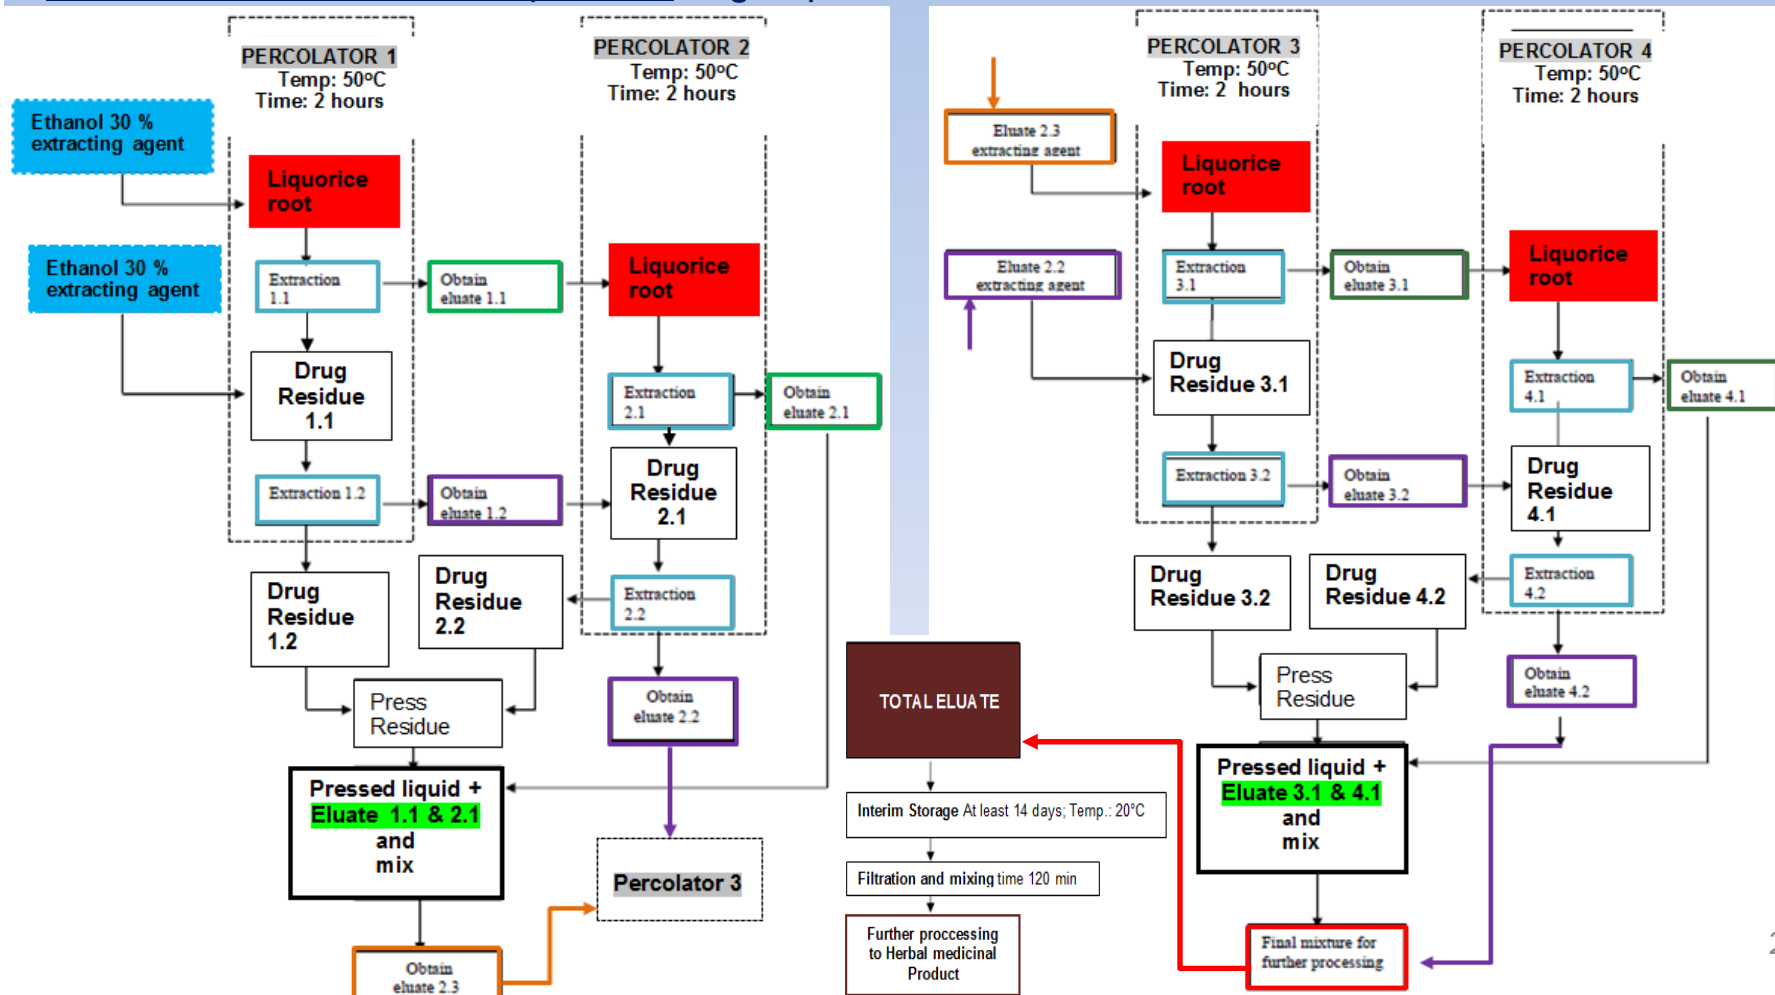 PERCOLATOR 1
Temp: 50ºC
Time: 2 hours
PERCOLATOR 2
Temp: 50ºC
Time: 2 hours
Ethanol 30 %
extracting agent
Liquorice
root
Ethanol 30 %
extracting agent
Extraction
1.1
Obtain
eluate 1.1
Liquorice
root
Drug
Residue
1.1
Extraction
2.1
Obtain
eluate 2.1
Extraction 1.2
Obtain
eluate 1.2
Drug
Residue
2.1
Drug
Residue
1.2
Drug
Residue
2.2
Extraction
2.2
Press
Residue
Obtain
eluate 2.2
Pressed liquid +
Eluate 1.1 & 2.1
and
mix
Percolator 3
Obtain
eluate 2.3
PERCOLATOR 3
Temp: 50ºC
Time: 2 hours
PERCOLATOR 4
Temp: 50ºC
Time: 2 hours
Eluate 2.3
extracting agent
Liquorice
root
Eluate 2.2
extracting agent
Extraction
3.1
Obtain
eluate 3.1
Liquorice
root
Drug
Residue 3.1
Extraction
4.1
Obtain
eluate 4.1
Extraction 3.2
Obtain
eluate 3.2
Drug
Residue
4.1
Drug
Residue 3.2
Drug
Residue 4.2
Extraction
4.2
Press
Residue
Obtain
eluate 4.2
Pressed liquid +
Eluate 3.1 & 4.1
and
mix
Final mixture for
further processing
TOTAL ELUATE
Interim Storage At least 14 days; Temp.: 20°C
Filtration and mixing time 120 min
Further proccessing
to Herbal medicinal
Product